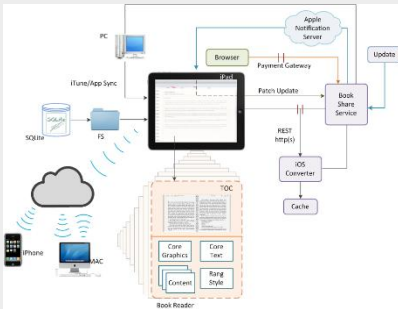 Apple
Notification
Server
PC
iPad
Browser
Payment Gateway
Update
iTune/App Sync
Patch Update
Book
Share
Service
SQLite
SQLite
FS
REST
http(s)
iOS
Converter
Cache
TOC
iPhone
MAC
Core
Graphics
Core
Text
Content
Rang
Style
Book Reader